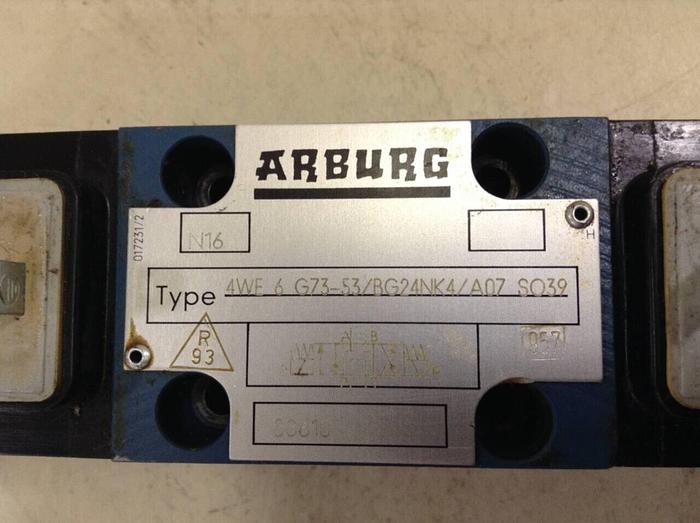 ARBURG
N16
017231/2
H
Type 4WE 6 G73-53/BG24NK4/A07 SO39
R
93
A B
057